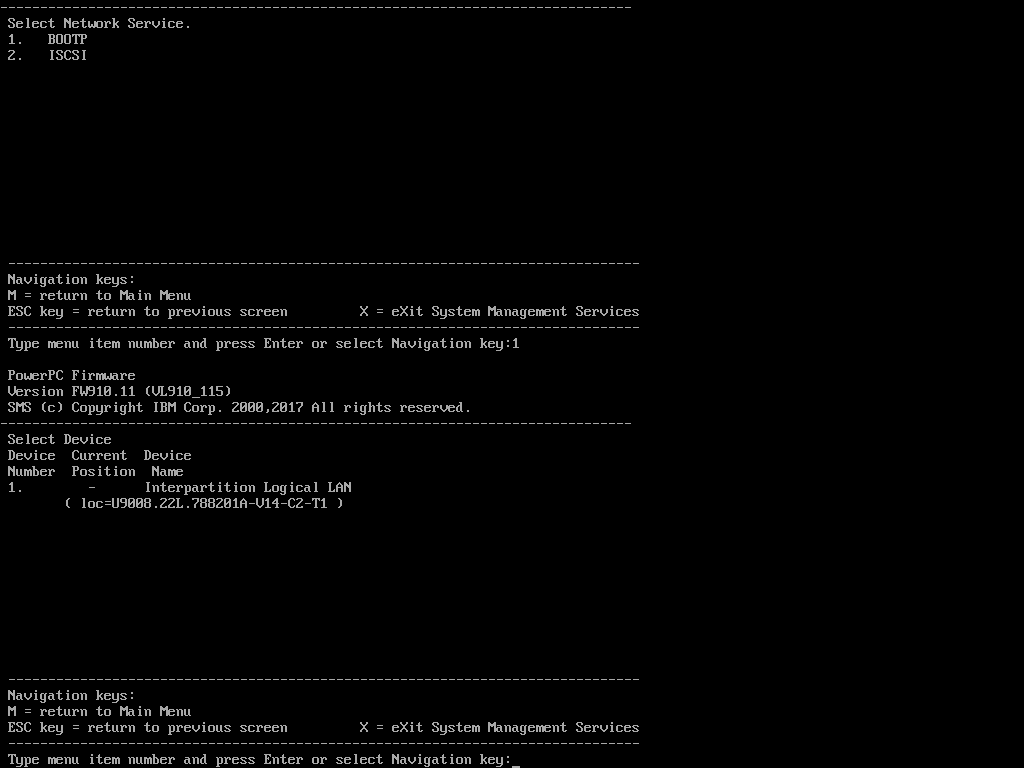 -------------------------------------------------------------------------------
Select Network Service.
1.   BOOTP
2.   ISCSI
-------------------------------------------------------------------------------
Navigation keys:
M = return to Main Menu
ESC key = return to previous screen         X = eXit System Management Services
-------------------------------------------------------------------------------
Type menu item number and press Enter or select Navigation key:1
PowerPC Firmware
Version FW910.11 (VL910_115)
SMS (c) Copyright IBM Corp. 2000,2017 All rights reserved.
-------------------------------------------------------------------------------
Select Device
Device  Current  Device
Number  Position  Name
1.        -      Interpartition Logical LAN
( loc=U9008.22L.788201A-V14-C2-T1 )
-------------------------------------------------------------------------------
Navigation keys:
M = return to Main Menu
ESC key = return to previous screen         X = eXit System Management Services
-------------------------------------------------------------------------------
Type menu item number and press Enter or select Navigation key:_